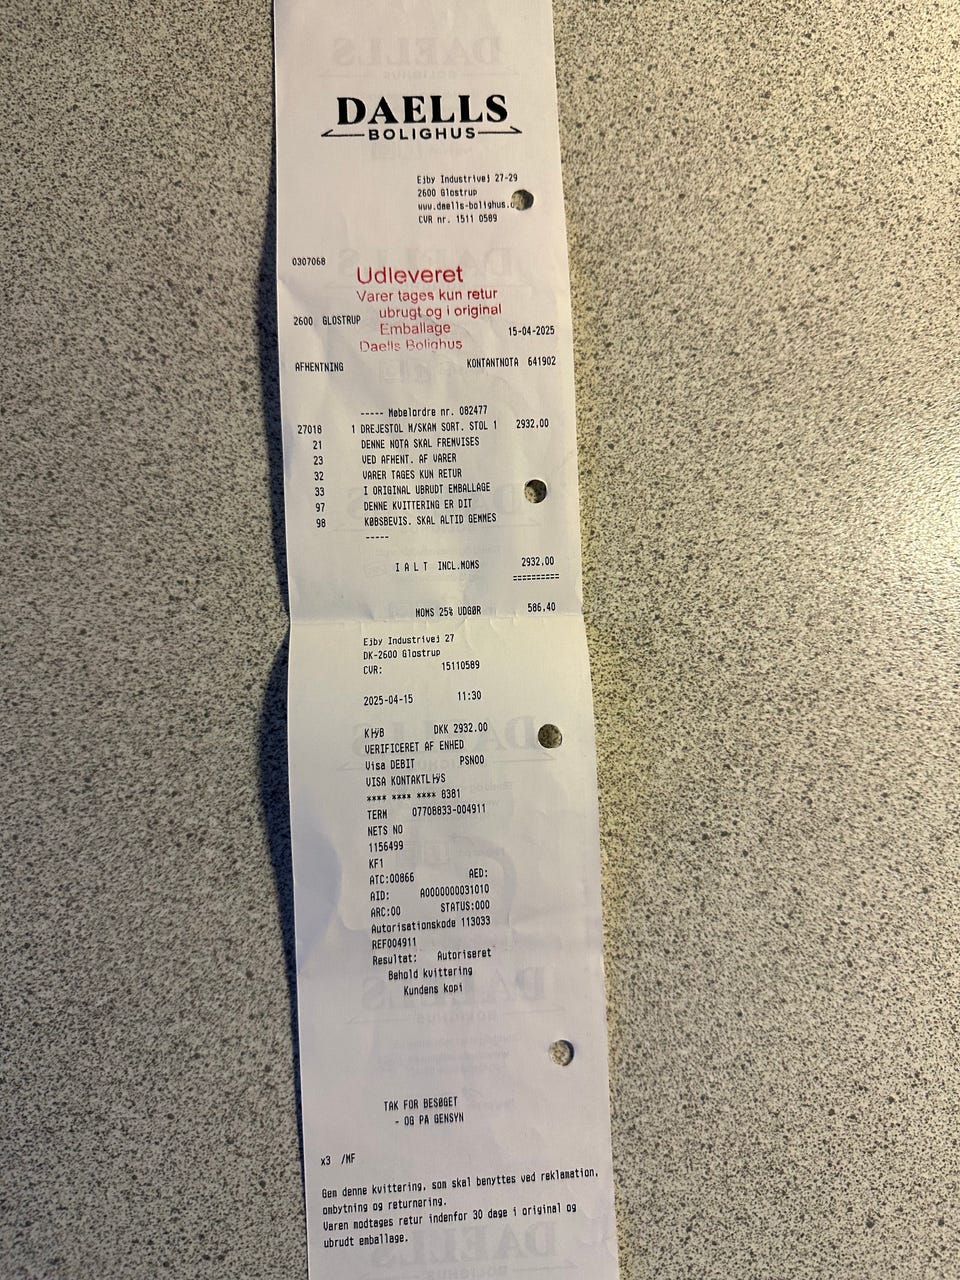 DAELLS
BOLIGHUS
Ejby Industrivej 27-29
2600 Glostrup
www.daells-bolighus.
CVR nr. 1511 0589
0307068
Udleveret
Varer tages kun retur
ubrugt og i original
2600 GLOSTRUP
Emballage
15-04-2025
Daells Bolighus
AFHENTNING KONTANTNOTA 641902
----- Møbelordre nr. 082477
27018 1 DREJESTOL M/SKAM SORT. STOL 1 2932,00
21 DENNE NOTA SKAL FREMVISES
23 VED AFHENT. AF VARER
32 VARER TAGES KUN RETUR
33 I ORIGINAL UBRUDT EMBALLAGE
97 DENNE KVITTERING ER DIT
98 KØBSBEVIS. SKAL ALTID GEMMES
-----
I A L T INCL.MOMS 2932,00
==========
MOMS 25% UDGØR 586,40
Ejby Industrivej 27
DK-2600 Glostrup
CVR: 15110589
2025-04-15 11:30
DKK 2932.00
VERIFICERET AF ENHED
Visa DEBIT PSN00
VISA
**** **** **** 8381
TERM 07708833-004911
NETS NO
1156499
KF1
ATC:00866 AED:
AID: A0000000031010
ARC:00 STATUS:000
Autorisationskode 113033
REF004911
Resultat: Autoriseret
Behold kvittering
Kundens kopi
TAK FOR BESØGET
- OG PA GENSYN
x3 /MF
Gem denne kvittering, som skal benyttes ved reklamation,
ombytning og returnering.
Varen modtages retur indenfor 30 dage i original og
ubrudt emballage.